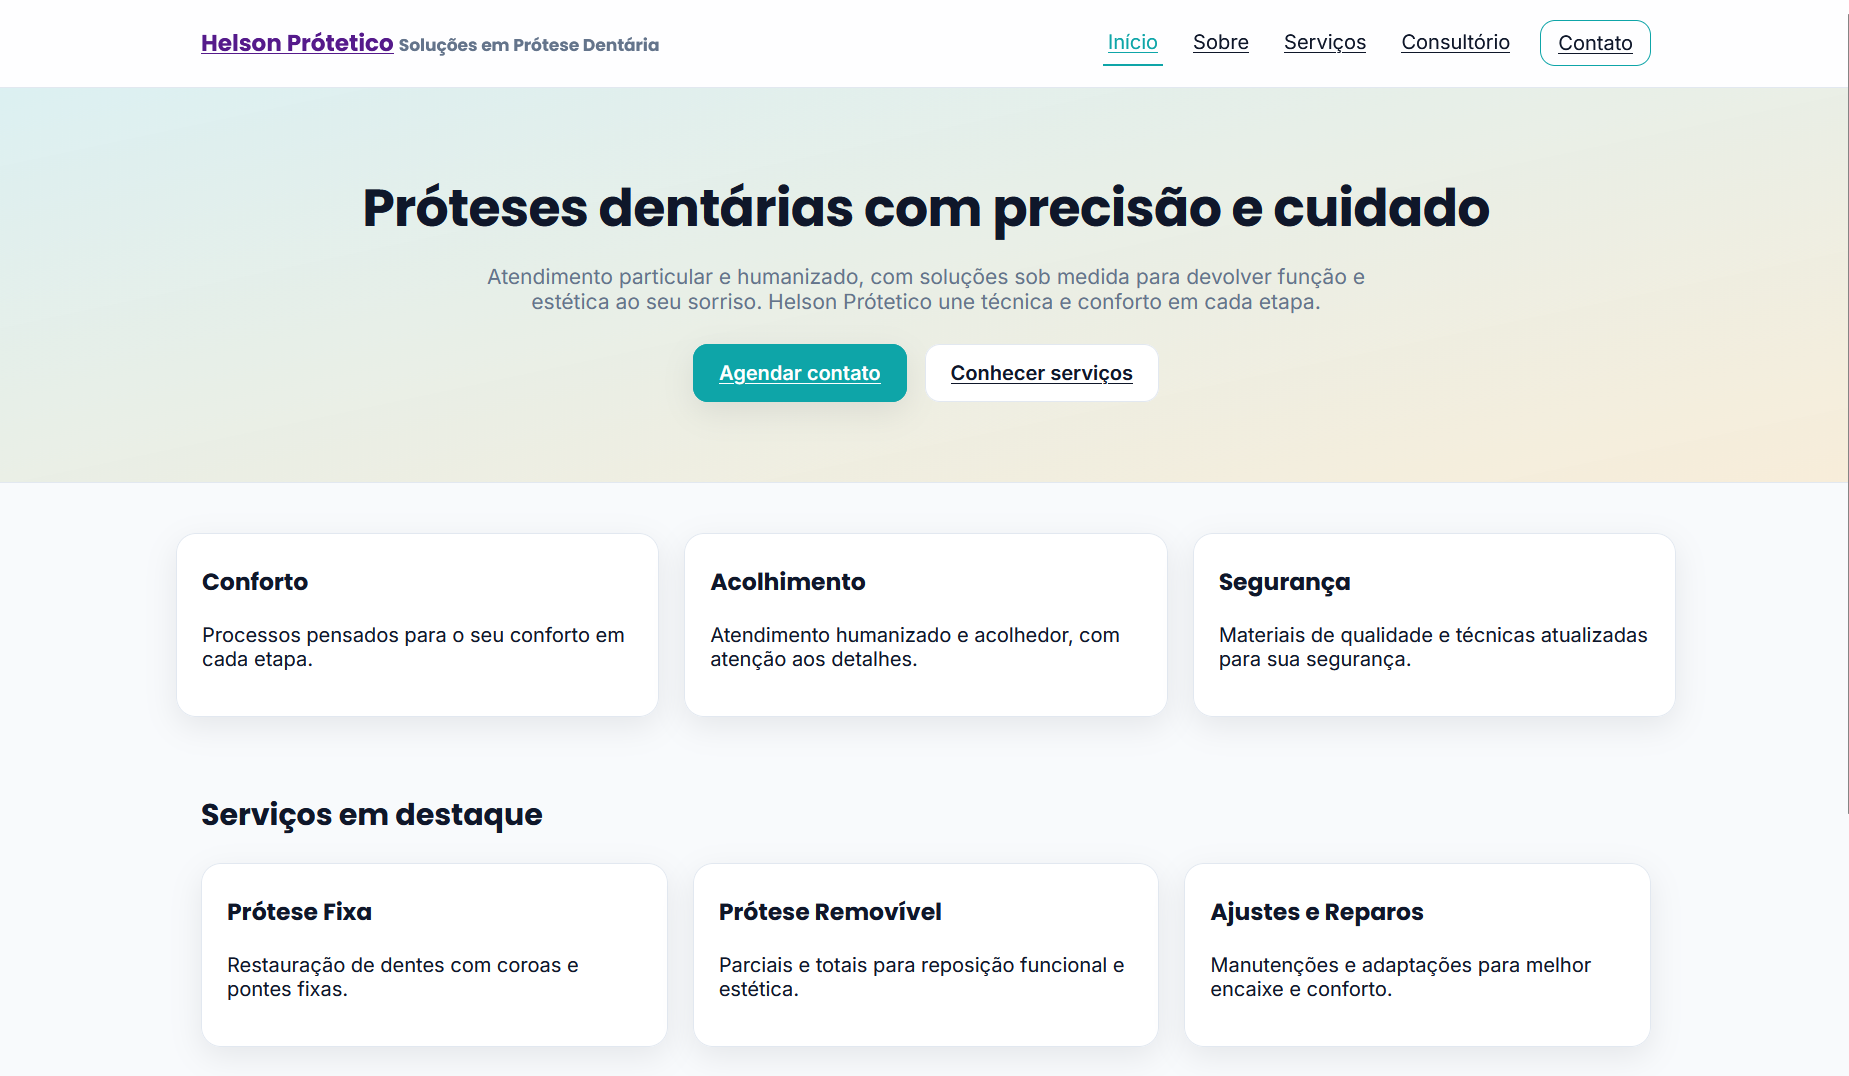 Helson Prótetico Soluções em Prótese Dentária
Início Sobre Serviços Consultório Contato
Próteses dentárias com precisão e cuidado
Atendimento particular e humanizado, com soluções sob medida para devolver função e
estética ao seu sorriso. Helson Prótetico une técnica e conforto em cada etapa.
Agendar contato
Conhecer serviços
Conforto
Processos pensados para o seu conforto em
cada etapa.
Acolhimento
Atendimento humanizado e acolhedor, com
atenção aos detalhes.
Segurança
Materiais de qualidade e técnicas atualizadas
para sua segurança.
Serviços em destaque
Prótese Fixa
Restauração de dentes com coroas e
pontes fixas.
Prótese Removível
Parciais e totais para reposição funcional e
estética.
Ajustes e Reparos
Manutenções e adaptações para melhor
encaixe e conforto.